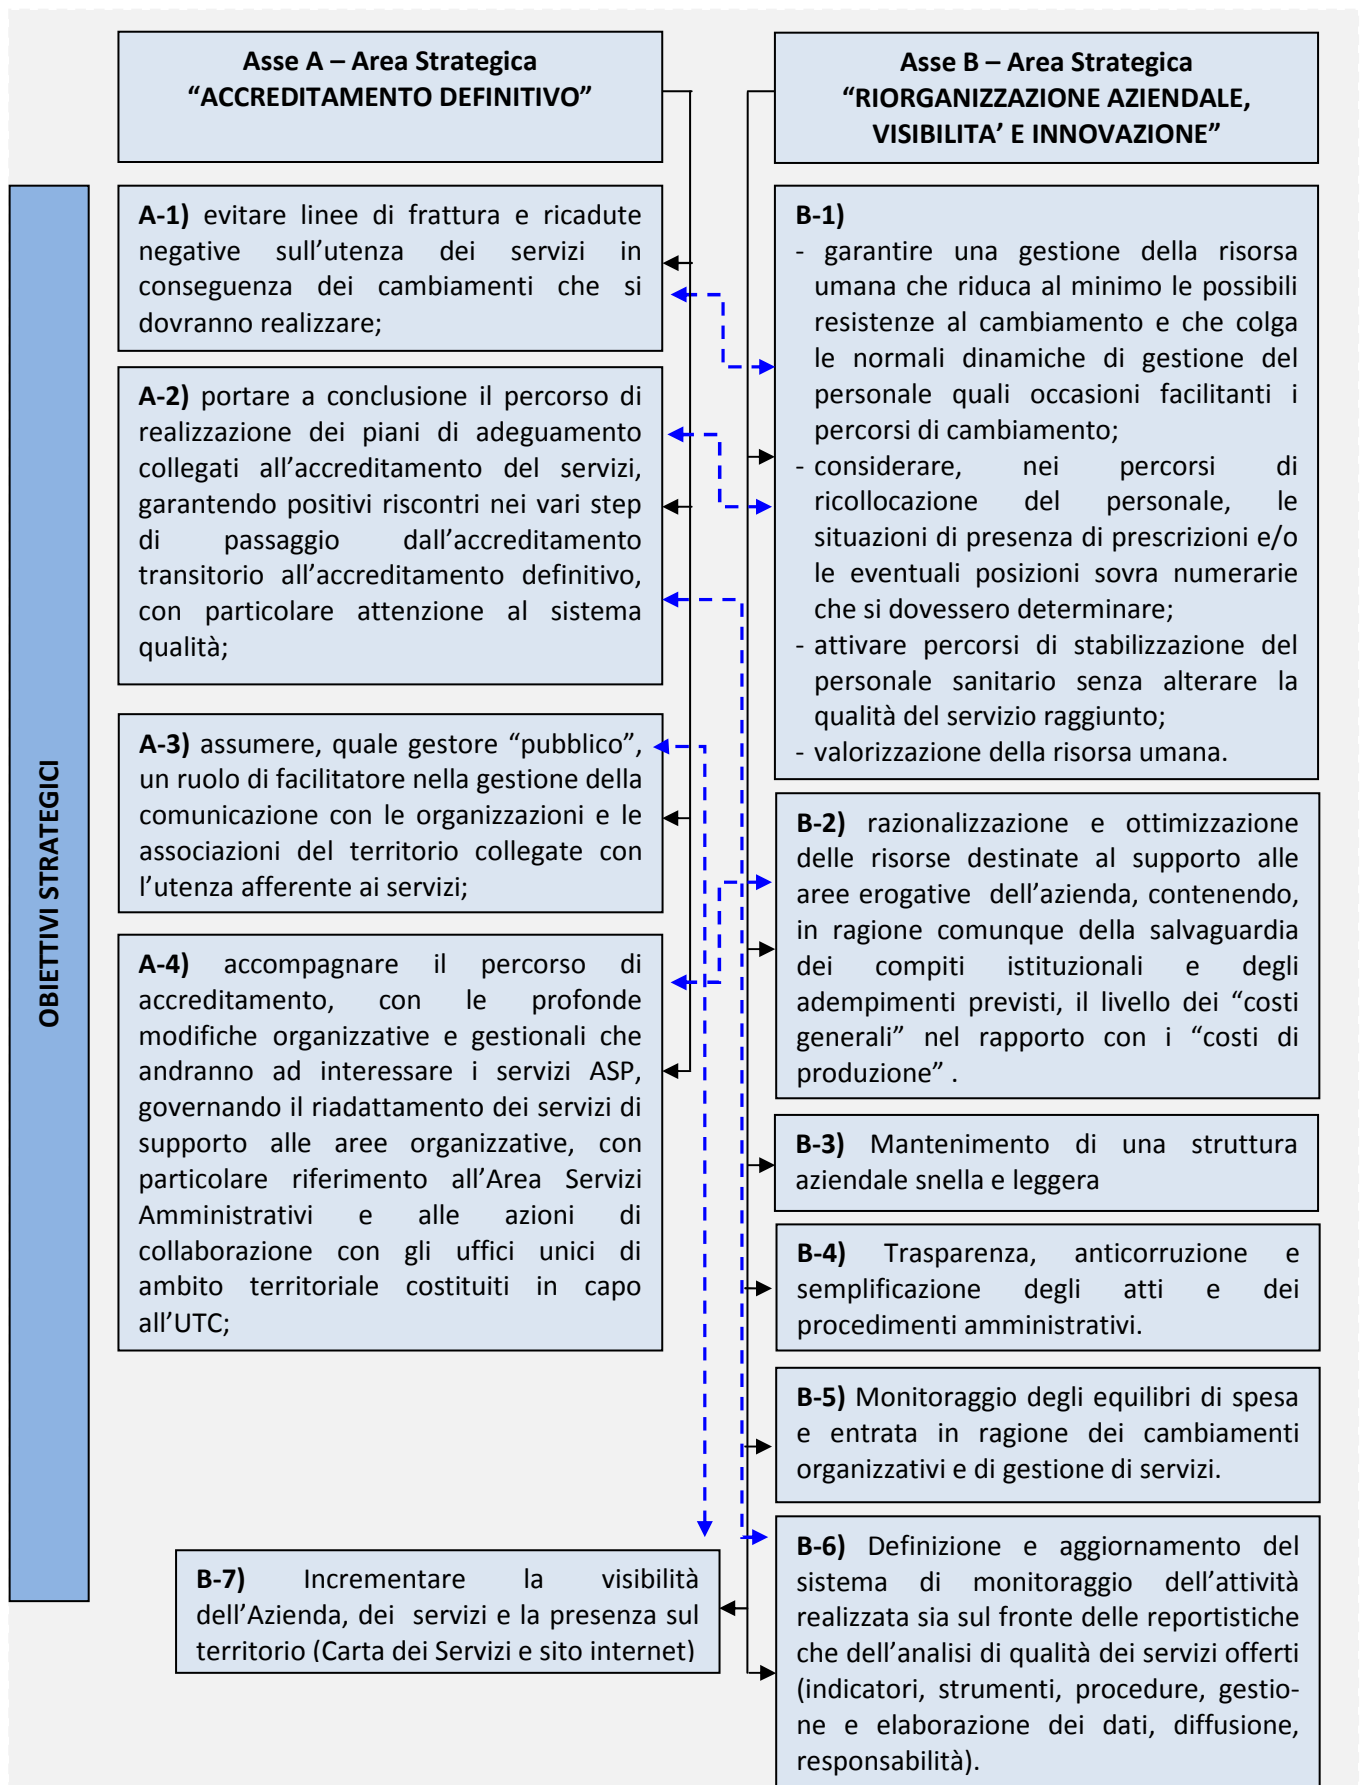 Asse A – Area Strategica
“ACCREDITAMENTO DEFINITIVO”
Asse B – Area Strategica
“RIORGANIZZAZIONE AZIENDALE,
VISIBILITA’ E INNOVAZIONE”
OBIETTIVI STRATEGICI
A-1) evitare linee di frattura e ricadute
negative sull’utenza dei servizi in
conseguenza dei cambiamenti che si
dovranno realizzare;
A-2) portare a conclusione il percorso di
realizzazione dei piani di adeguamento
collegati all’accreditamento del servizi,
garantendo positivi riscontri nei vari step
di passaggio dall’accreditamento
transitorio all’accreditamento definitivo,
con particolare attenzione al sistema
qualità;
A-3) assumere, quale gestore “pubblico”,
un ruolo di facilitatore nella gestione della
comunicazione con le organizzazioni e le
associazioni del territorio collegate con
l’utenza afferente ai servizi;
A-4) accompagnare il percorso di
accreditamento, con le profonde
modifiche organizzative e gestionali che
andranno ad interessare i servizi ASP,
governando il riadattamento dei servizi di
supporto alle aree organizzative, con
particolare riferimento all’Area Servizi
Amministrativi e alle azioni di
collaborazione con gli uffici unici di
ambito territoriale costituiti in capo
all’UTC;
B-1)
- garantire una gestione della risorsa
umana che riduca al minimo le possibili
resistenze al cambiamento e che colga
le normali dinamiche di gestione del
personale quali occasioni facilitanti i
percorsi di cambiamento;
- considerare, nei percorsi di
ricollocazione del personale, le
situazioni di presenza di prescrizioni e/o
le eventuali posizioni sovra numerarie
che si dovessero determinare;
- attivare percorsi di stabilizzazione del
personale sanitario senza alterare la
qualità del servizio raggiunto;
- valorizzazione della risorsa umana.
B-2) razionalizzazione e ottimizzazione
delle risorse destinate al supporto alle
aree erogative dell’azienda, contenendo,
in ragione comunque della salvaguardia
dei compiti istituzionali e degli
adempimenti previsti, il livello dei “costi
generali” nel rapporto con i “costi di
produzione” .
B-3) Mantenimento di una struttura
aziendale snella e leggera
B-4) Trasparenza, anticorruzione e
semplificazione degli atti e dei
procedimenti amministrativi.
B-5) Monitoraggio degli equilibri di spesa
e entrata in ragione dei cambiamenti
organizzativi e di gestione di servizi.
B-6) Definizione e aggiornamento del
sistema di monitoraggio dell’attività
realizzata sia sul fronte delle reportistiche
che dell’analisi di qualità dei servizi offerti
(indicatori, strumenti, procedure, gestio-
ne e elaborazione dei dati, diffusione,
responsabilità).
B-7) Incrementare la visibilità
dell’Azienda, dei servizi e la presenza sul
territorio (Carta dei Servizi e sito internet)